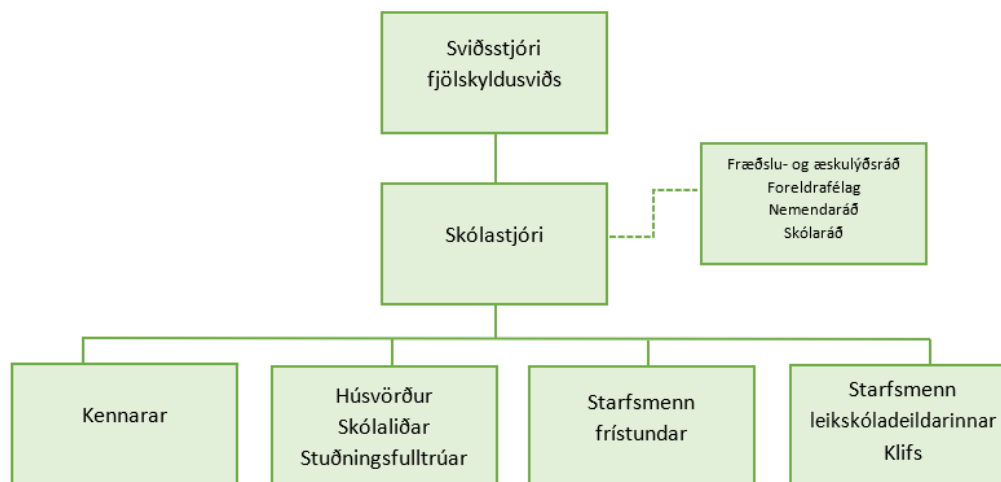 Sviðsstjóri
fjölskyldusviðs
Fræðslu- og æskulýðsráð
Foreldrafélag
Nemendaráð
Skólaráð
Skólastjóri
Kennarar
Húsvörður
Skólaliðar
Stuðningsfulltrúar
Starfsmenn
frístundar
Starfsmenn
leikskóladeildarinnar
Klifs